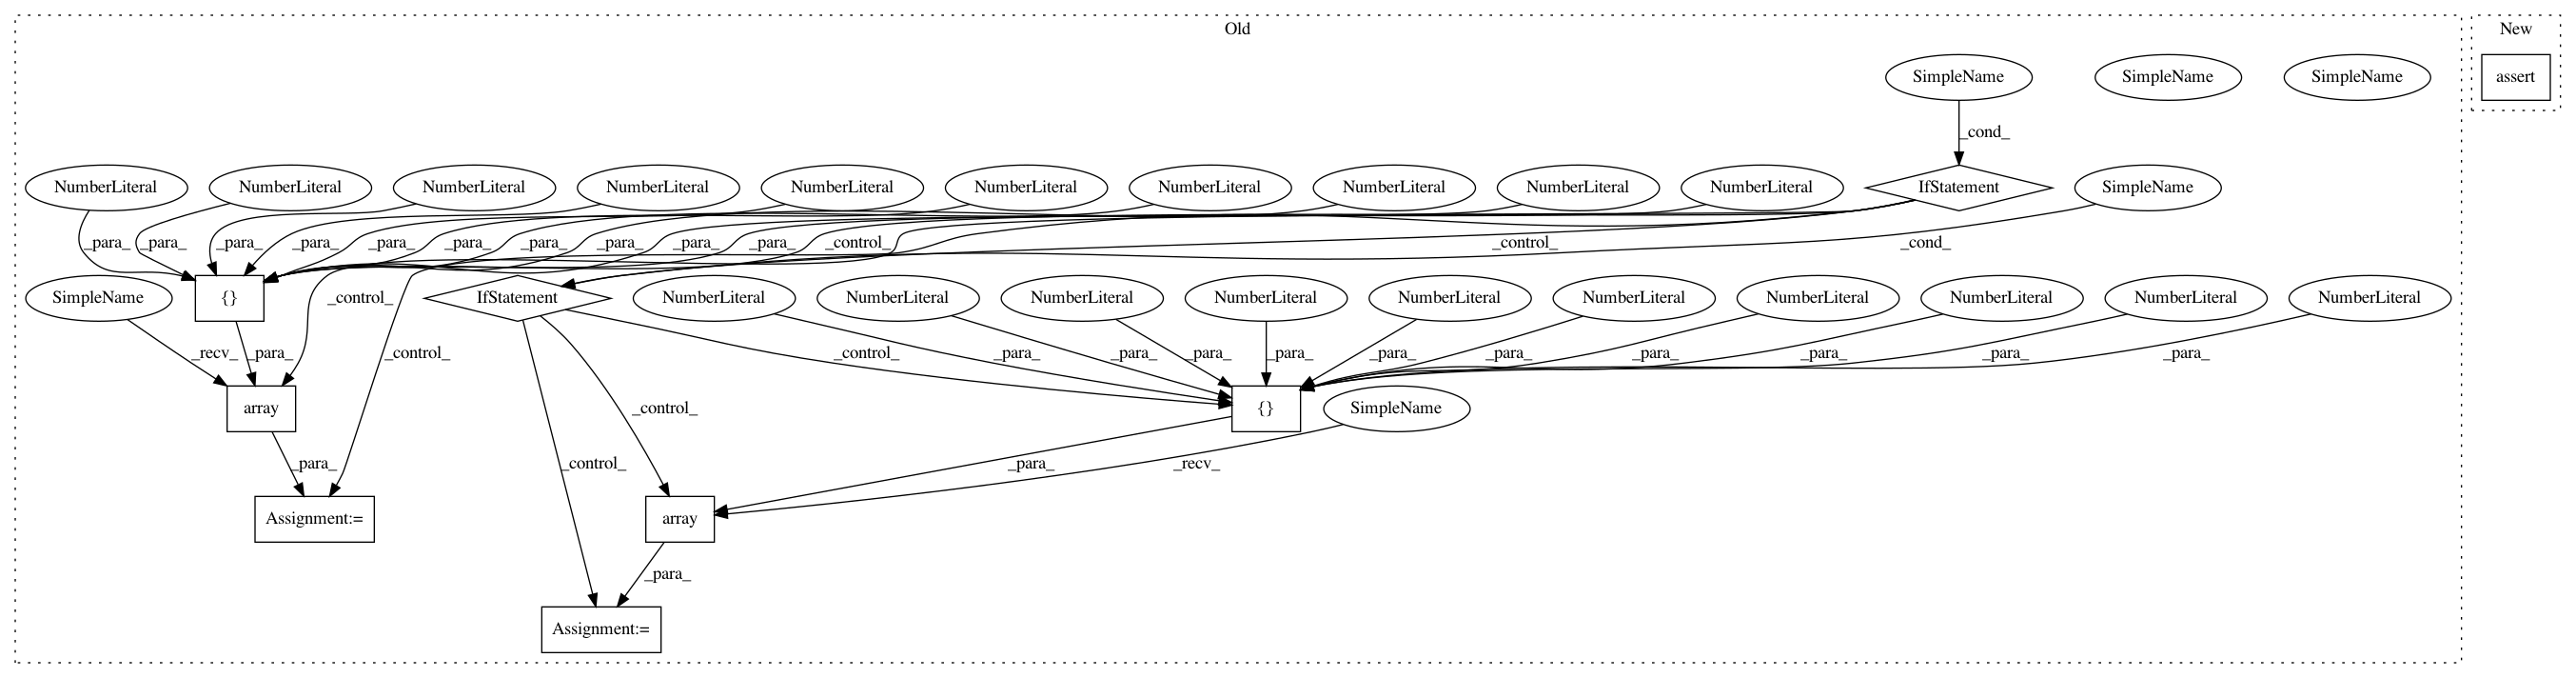 Old
New
SimpleName
SimpleName
SimpleName
assert
_cond_
NumberLiteral
NumberLiteral
NumberLiteral
NumberLiteral
NumberLiteral
NumberLiteral
NumberLiteral
NumberLiteral
NumberLiteral
NumberLiteral
IfStatement
SimpleName
_para_
_para_
_para_
_para_
_para_
_para_
_para_
_para_
_para_
_para_
_control_
_control_
_cond_
SimpleName
{}
_control_
IfStatement
NumberLiteral
NumberLiteral
NumberLiteral
NumberLiteral
NumberLiteral
NumberLiteral
NumberLiteral
NumberLiteral
NumberLiteral
NumberLiteral
_recv_
_para_
_control_
_control_
_para_
_para_
_para_
_para_
_para_
_para_
_para_
_para_
_para_
_para_
array
_control_
{}
SimpleName
_para_
_control_
_para_
_recv_
Assignment:=
array
_para_
Assignment:=